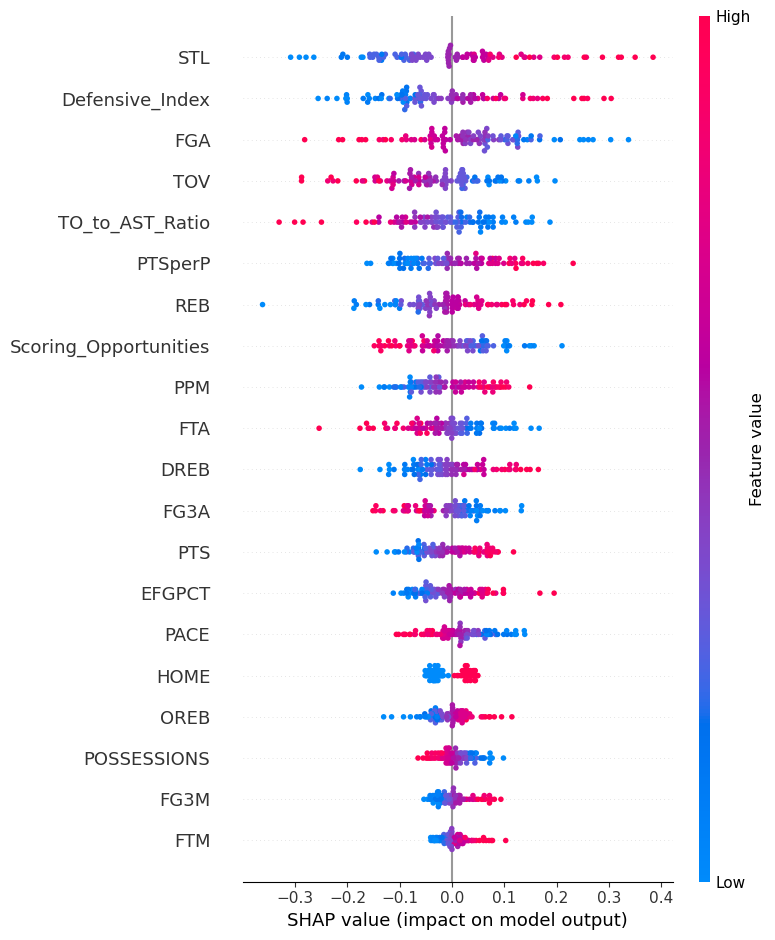 High
STL
Defensive_Index
FGA
TOV
TO_to_AST_Ratio
PTSperP
REB
Scoring_Opportunities
PPM
FTA
DREB
FG3A
PTS
EFGPCT
PACE
HOME
OREB
POSSESSIONS
FG3M
FTM
Feature value
Low
−0.3 −0.2 −0.1 0.0 0.1 0.2 0.3 0.4
SHAP value (impact on model output)